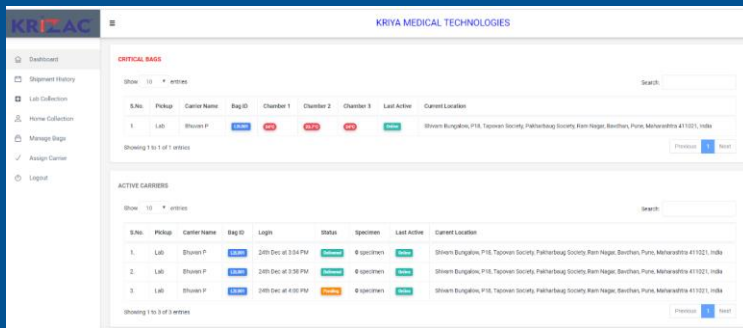 KRIZAC
KRIYA MEDICAL TECHNOLOGIES
Dashboard
Shipment History
Lab Collection
Home Collection
Manage Bags
Assign Carrier
Logout
CRITICAL BAGS
Show 10 entries
Search:
S.No. Pickup Carrier Name Bag ID Chamber 1 Chamber 2 Chamber 3 Last Active Current Location
1. Lab Bhuvan P Online Shivam Bungalow, P18, Tapovan Society, Pakharbaug Society, Ram Nagar, Bavdhan, Pune, Maharashtra 411021, India
Showing 1 to 1 of 1 entries
Previous 1 Next
ACTIVE CARRIERS
Show 10 entries
Search:
S.No. Pickup Carrier Name Bag ID Login Status Specimen Last Active Current Location
1. Lab Bhuvan P 24th Dec at 3:04 PM Delivered 0 specimen Online Shivam Bungalow, P18, Tapovan Society, Pakharbaug Society, Ram Nagar, Bavdhan, Pune, Maharashtra 411021, India
2. Lab Bhuvan P 24th Dec at 3:58 PM Delivered 0 specimen Online Shivam Bungalow, P18, Tapovan Society, Pakharbaug Society, Ram Nagar, Bavdhan, Pune, Maharashtra 411021, India
3. Lab Bhuvan P 24th Dec at 4:00 PM Pending 0 specimen Online Shivam Bungalow, P18, Tapovan Society, Pakharbaug Society, Ram Nagar, Bavdhan, Pune, Maharashtra 411021, India
Showing 1 to 3 of 3 entries
Previous 1 Next